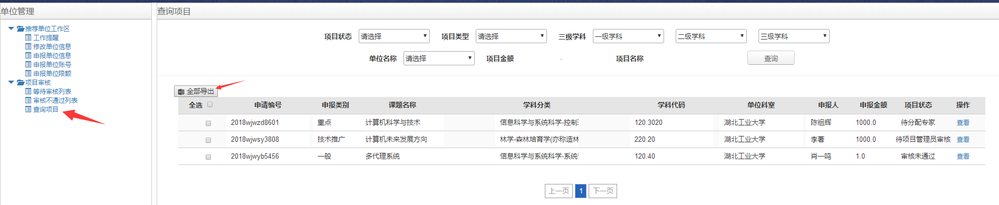 单位管理
推荐单位工作区
工作提醒
修改单位信息
申报单位信息
申报单位账号
申报单位限额
项目审核
等待审核列表
审核不通过列表
查询项目
查询项目
项目状态 请选择 项目类型 请选择 三级学科 一级学科 二级学科 三级学科
单位名称 请选择 项目金额 - 项目名称 查询
全部导出
全选 申请编号 申报类别 课题名称 学科分类 学科代码 单位科室 申报人 申报金额 项目状态 操作
2018wjwzd8601 重点 计算机科学与技术 信息科学与系统科学-控制 120.3020 湖北工业大学 陈祖辉 1000.0 待分配专家 查看
2018wjwsy3808 技术推广 计算机未来发展方向 林学-森林培育学(亦称造林 220.20 湖北工业大学 李著 1000.0 待项目管理员审核 查看
2018wjwyb5456 一般 多代理系统 信息科学与系统科学-系统 120.40 湖北工业大学 肖一鸣 1.0 审核未通过 查看
上一页 1 下一页